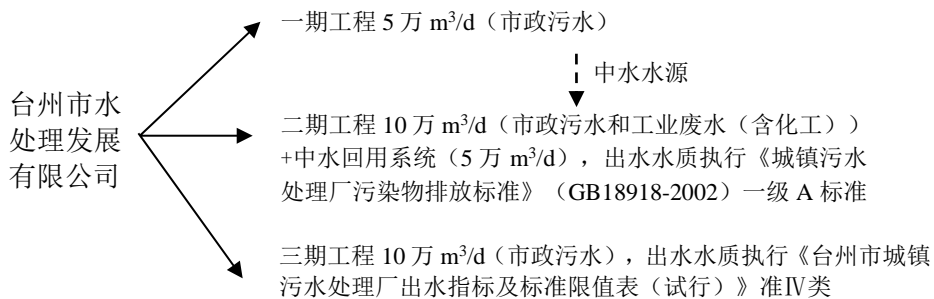 台州市水
处理发展
有限公司
一期工程 5 万 m³/d（市政污水）
中水水源
二期工程 10 万 m³/d（市政污水和工业废水（含化工））
+中水回用系统（5 万 m³/d），出水水质执行《城镇污水
处理厂污染物排放标准》（GB18918-2002）一级 A 标准
三期工程 10 万 m³/d（市政污水），出水水质执行《台州市城镇
污水处理厂出水指标及标准限值表（试行）》准Ⅳ类